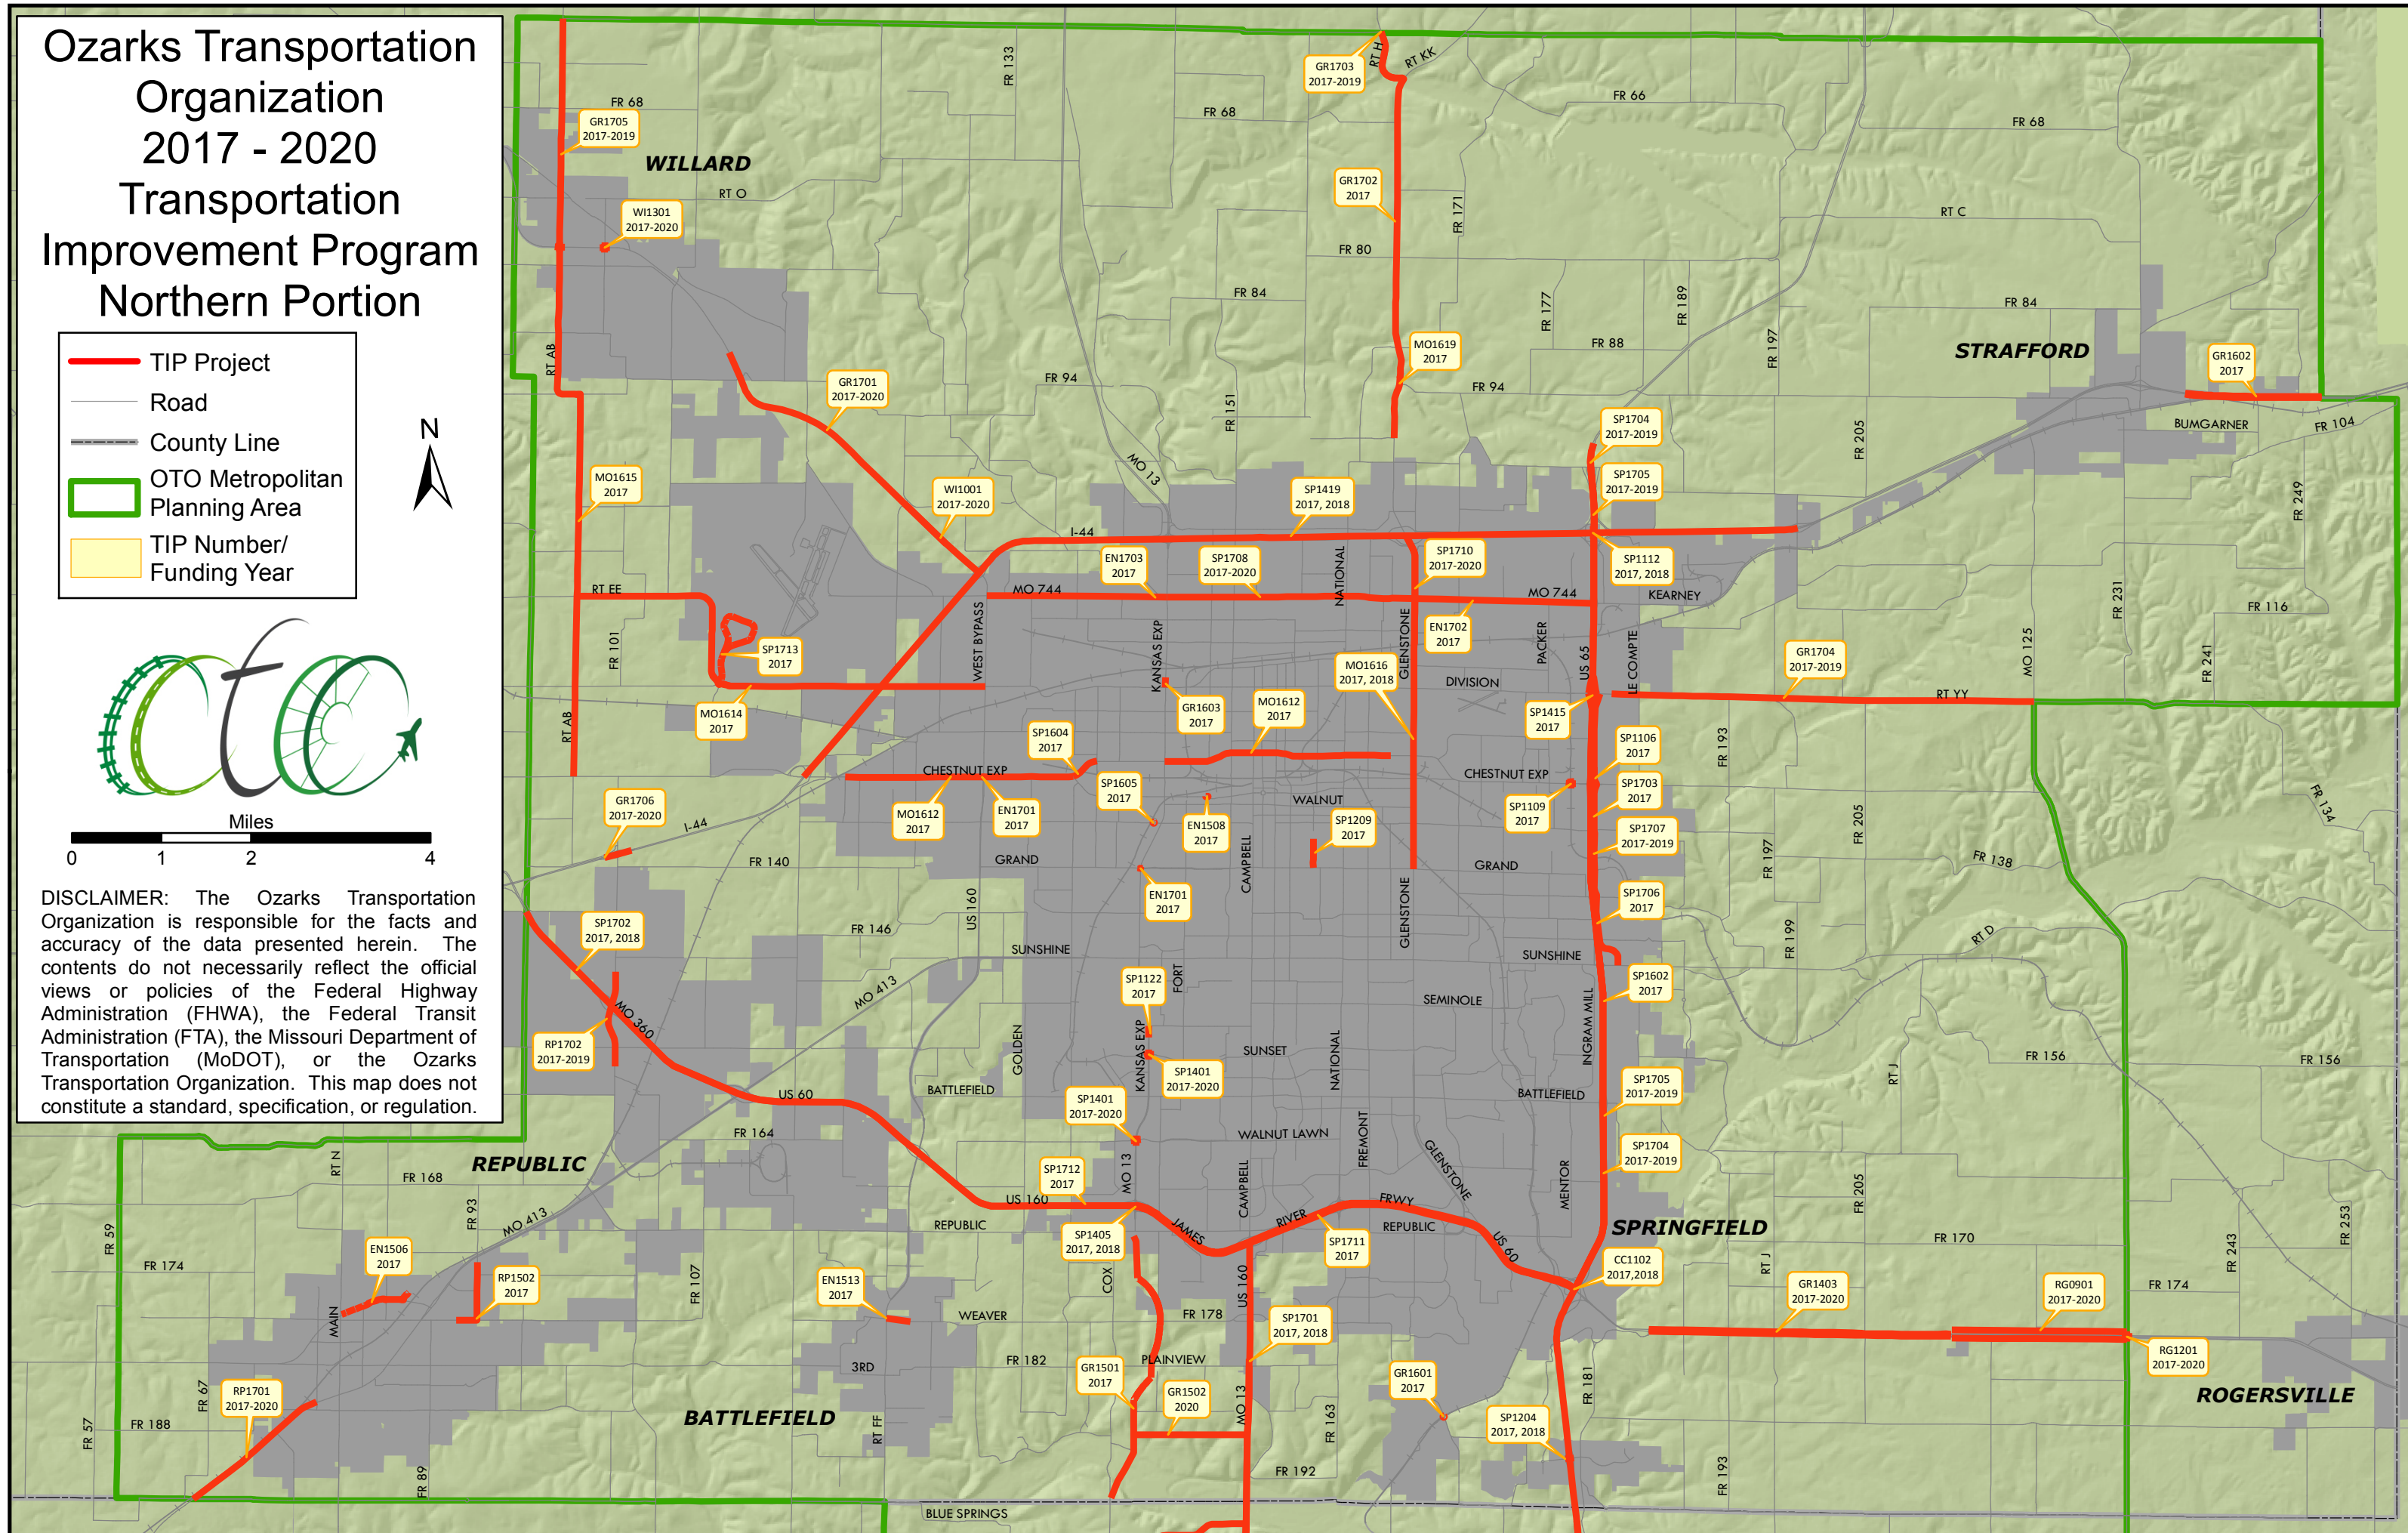 Ozarks Transportation
Organization
2017 - 2020
Transportation
Improvement Program
Northern Portion
TIP Project
Road
County Line
OTO Metropolitan
Planning Area
TIP Number/
Funding Year
N
oto
Miles
0 1 2 4
DISCLAIMER: The Ozarks Transportation
Organization is responsible for the facts and
accuracy of the data presented herein. The
contents do not necessarily reflect the official
views or policies of the Federal Highway
Administration (FHWA), the Federal Transit
Administration (FTA), the Missouri Department of
Transportation (MoDOT), or the Ozarks
Transportation Organization. This map does not
constitute a standard, specification, or regulation.
FR 133
RT H
RT KK
GR1703
2017-2019
FR 68
FR 66
FR 68
FR 68
GR1705
2017-2019
WILLARD
RT O
GR1702
2017
FR 171
RT C
WI1301
2017-2020
FR 80
FR 84
FR 177
FR 189
FR 84
FR 197
RT AB
MO1619
2017
FR 88
STRAFFORD
GR1602
2017
GR1701
2017-2020
FR 94
FR 94
FR 151
SP1704
2017-2019
FR 205
BUMGARNER
FR 104
MO 13
MO1615
2017
WI1001
2017-2020
SP1419
2017, 2018
SP1705
2017-2019
FR 249
I-44
EN1703
2017
SP1708
2017-2020
NATIONAL
SP1710
2017-2020
SP1112
2017, 2018
RT EE
MO 744
MO 744
KEARNEY
FR 231
FR 116
FR 101
WEST BYPASS
KANSAS EXP
GLENSTONE
EN1702
2017
PACKER
US 65
LE COMPTE
MO 125
FR 241
SP1713
2017
MO1616
2017, 2018
GR1704
2017-2019
DIVISION
RT YY
MO1614
2017
GR1603
2017
MO1612
2017
SP1415
2017
RT AB
SP1604
2017
SP1106
2017
FR 193
CHESTNUT EXP
CHESTNUT EXP
SP1605
2017
SP1703
2017
GR1706
2017-2020
MO1612
2017
EN1701
2017
WALNUT
SP1109
2017
FR 134
I-44
EN1508
2017
SP1209
2017
SP1707
2017-2019
FR 205
FR 197
FR 140
GRAND
CAMPBELL
GRAND
FR 138
EN1701
2017
SP1706
2017
SP1702
2017, 2018
US 160
FR 146
GLENSTONE
FR 199
RT D
SUNSHINE
SUNSHINE
MO 413
FORT
SP1122
2017
SP1602
2017
SEMINOLE
MO 360
INGRAM MILL
RP1702
2017-2019
GOLDEN
KANSAS EXP
SUNSET
NATIONAL
FR 156
FR 156
SP1401
2017-2020
RT J
US 60
BATTLEFIELD
BATTLEFIELD
SP1705
2017-2019
SP1401
2017-2020
FR 164
WALNUT LAWN
FREMONT
GLENSTONE
SP1704
2017-2019
REPUBLIC
RT N
FR 168
SP1712
2017
MO 13
CAMPBELL
MENTOR
FR 205
US 160
FRWY
FR 59
FR 93
MO 413
REPUBLIC
JAMES
RIVER
REPUBLIC
SPRINGFIELD
FR 253
SP1405
2017, 2018
SP1711
2017
US 60
RT J
FR 170
FR 243
FR 174
EN1506
2017
RP1502
2017
FR 107
EN1513
2017
COX
US 160
CC1102
2017,2018
GR1403
2017-2020
RG0901
2017-2020
FR 174
MAIN
WEAVER
FR 178
SP1701
2017, 2018
RG1201
2017-2020
3RD
FR 182
PLAINVIEW
GR1501
2017
GR1601
2017
FR 181
ROGERSVILLE
FR 67
RP1701
2017-2020
GR1502
2020
MO 13
BATTLEFIELD
RT FF
FR 163
SP1204
2017, 2018
FR 57
FR 188
FR 89
FR 192
FR 193
BLUE SPRINGS